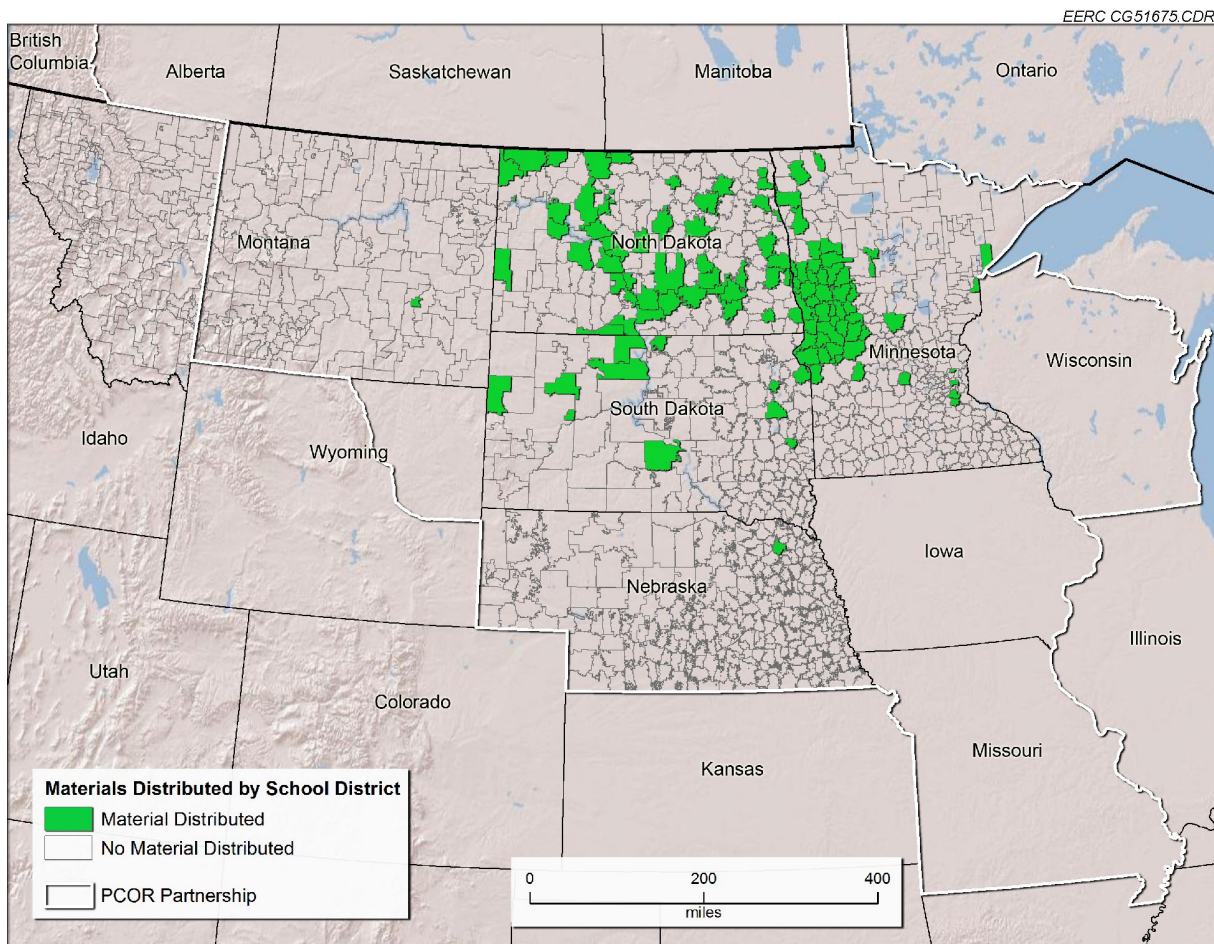 EERC CG51675.CDR
British
Columbia
Alberta
Saskatchewan
Manitoba
Ontario
Montana
North Dakota
Minnesota
Wisconsin
South Dakota
Idaho
Wyoming
Iowa
Nebraska
Illinois
Utah
Colorado
Missouri
Kansas
Materials Distributed by School District
Material Distributed
No Material Distributed
PCOR Partnership
0 200 400
miles